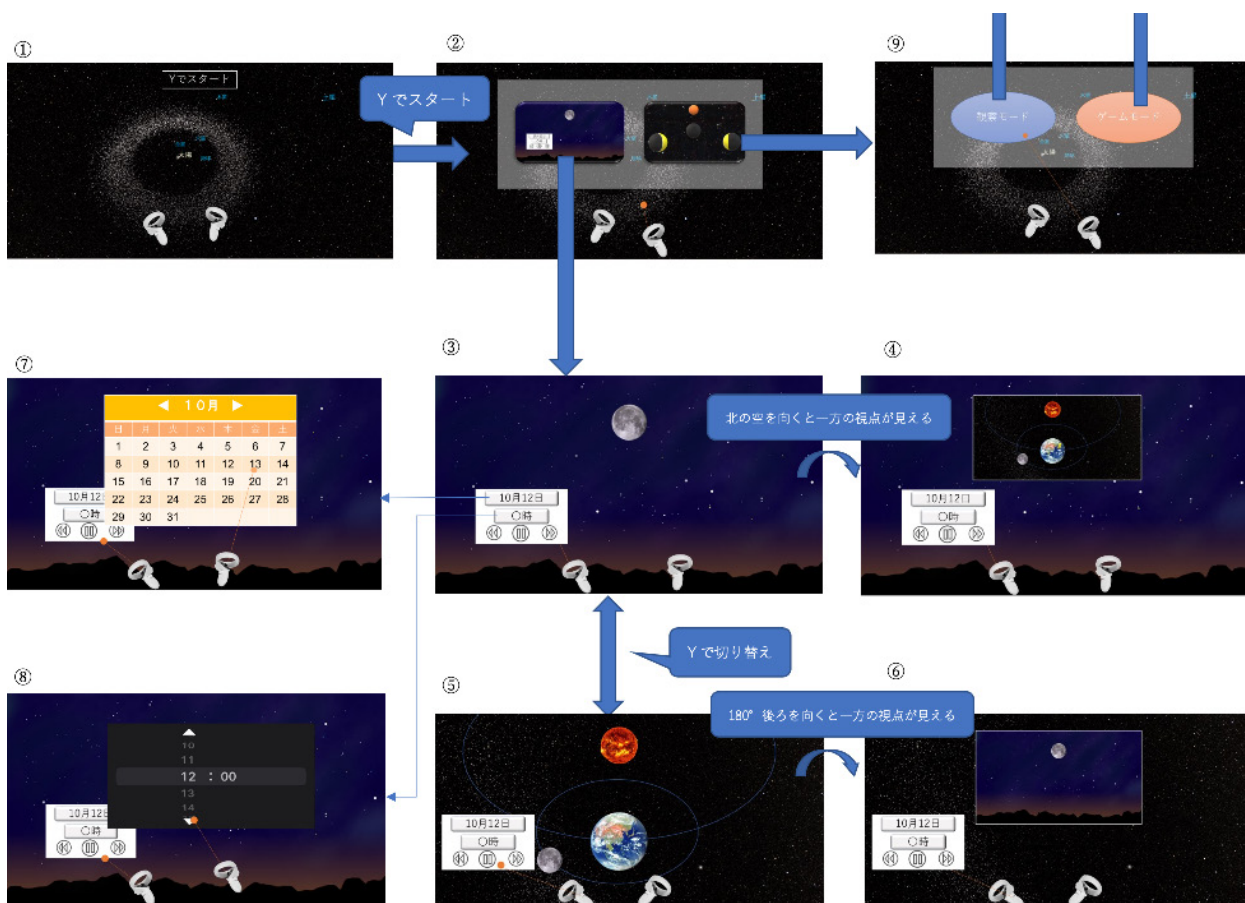 ①
Yでスタート
太陽
②
Yでスタート
⑨
観察モード
ゲームモード
太陽
⑦
◀ 10月 ▶
日 月 火 水 木 金 土
1 2 3 4 5 6 7
8 9 10 11 12 13 14
15 16 17 18 19 20 21
22 23 24 25 26 27 28
29 30 31
10月12日
〇時
③
10月12日
〇時
北の空を向くと一方の視点が見える
④
10月12日
〇時
Yで切り替え
⑧
10
11
12 : 00
13
14
10月12日
〇時
⑤
10月12日
〇時
180° 後ろを向くと一方の視点が見える
⑥
10月12日
〇時